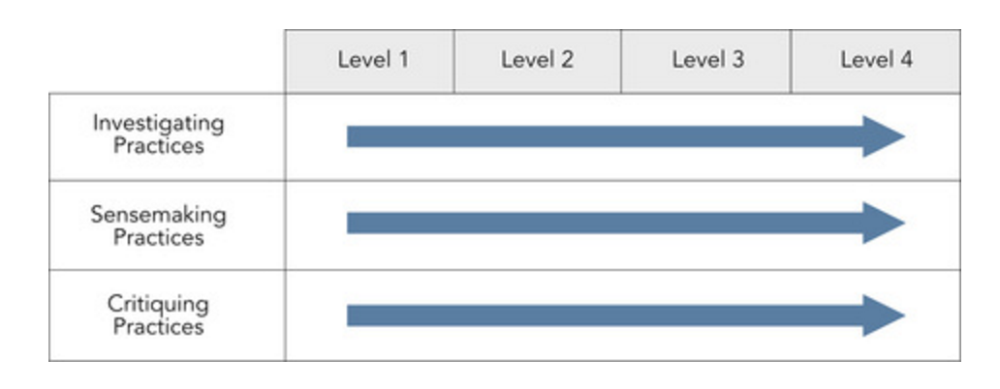 Level 1 Level 2 Level 3 Level 4
Investigating
Practices
Sensemaking
Practices
Critiquing
Practices